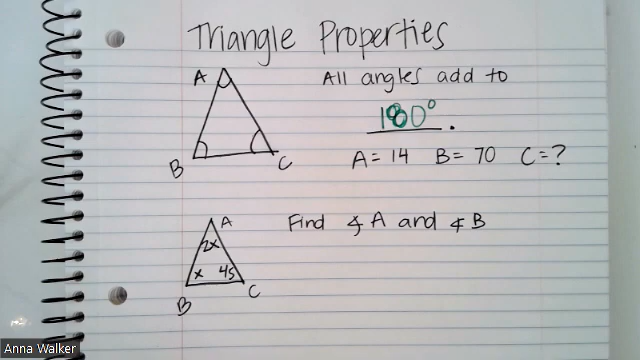 Triangle Properties
A
All angles add to
180°.
B
C
A = 14 B = 70 C = ?
A
Find ∡ A and ∡ B
2x
x 45
B
C
Anna Walker